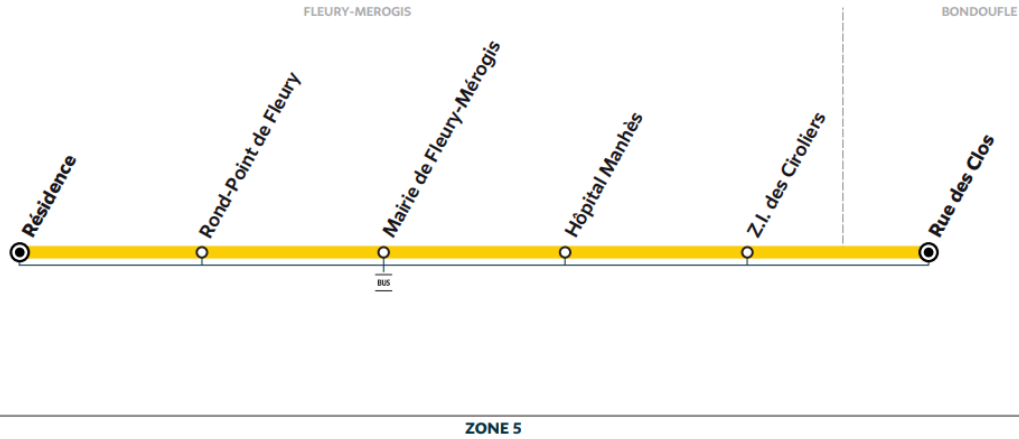 FLEURY-MEROGIS
BONDOUFLE
Résidence
Rond-Point de Fleury
Mairie de Fleury-Mérogis
Hôpital Manhès
Z.I. des Ciroliers
Rue des Clos
BUS
ZONE 5